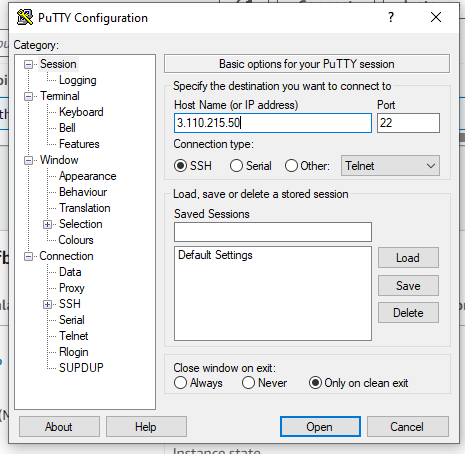 PuTTY Configuration
?
Category:
Session
Logging
Terminal
Keyboard
Bell
Features
Window
Appearance
Behaviour
Translation
Selection
Colours
Connection
Data
Proxy
SSH
Serial
Telnet
Rlogin
SUPDUP
Basic options for your PuTTY session
Specify the destination you want to connect to
Host Name (or IP address) Port
3.110.215.50 22
Connection type:
SSH Serial Other: Telnet
Load, save or delete a stored session
Saved Sessions
Default Settings
Load
Save
Delete
Close window on exit:
Always Never Only on clean exit
About Help Open Cancel
Instance state